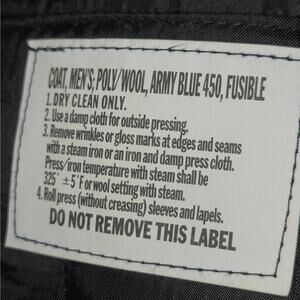 COAT, MEN'S; POLY/WOOL, ARMY BLUE 450, FUSIBLE
1. DRY CLEAN ONLY.
2. Use a damp cloth for outside pressing.
3. Remove wrinkles or gloss marks at edges and seams
with a steam iron or an iron and damp press cloth.
Press/iron temperature with steam shall be
325° ±5°F or wool setting with steam.
4. Roll press (without creasing) sleeves and lapels.
DO NOT REMOVE THIS LABEL